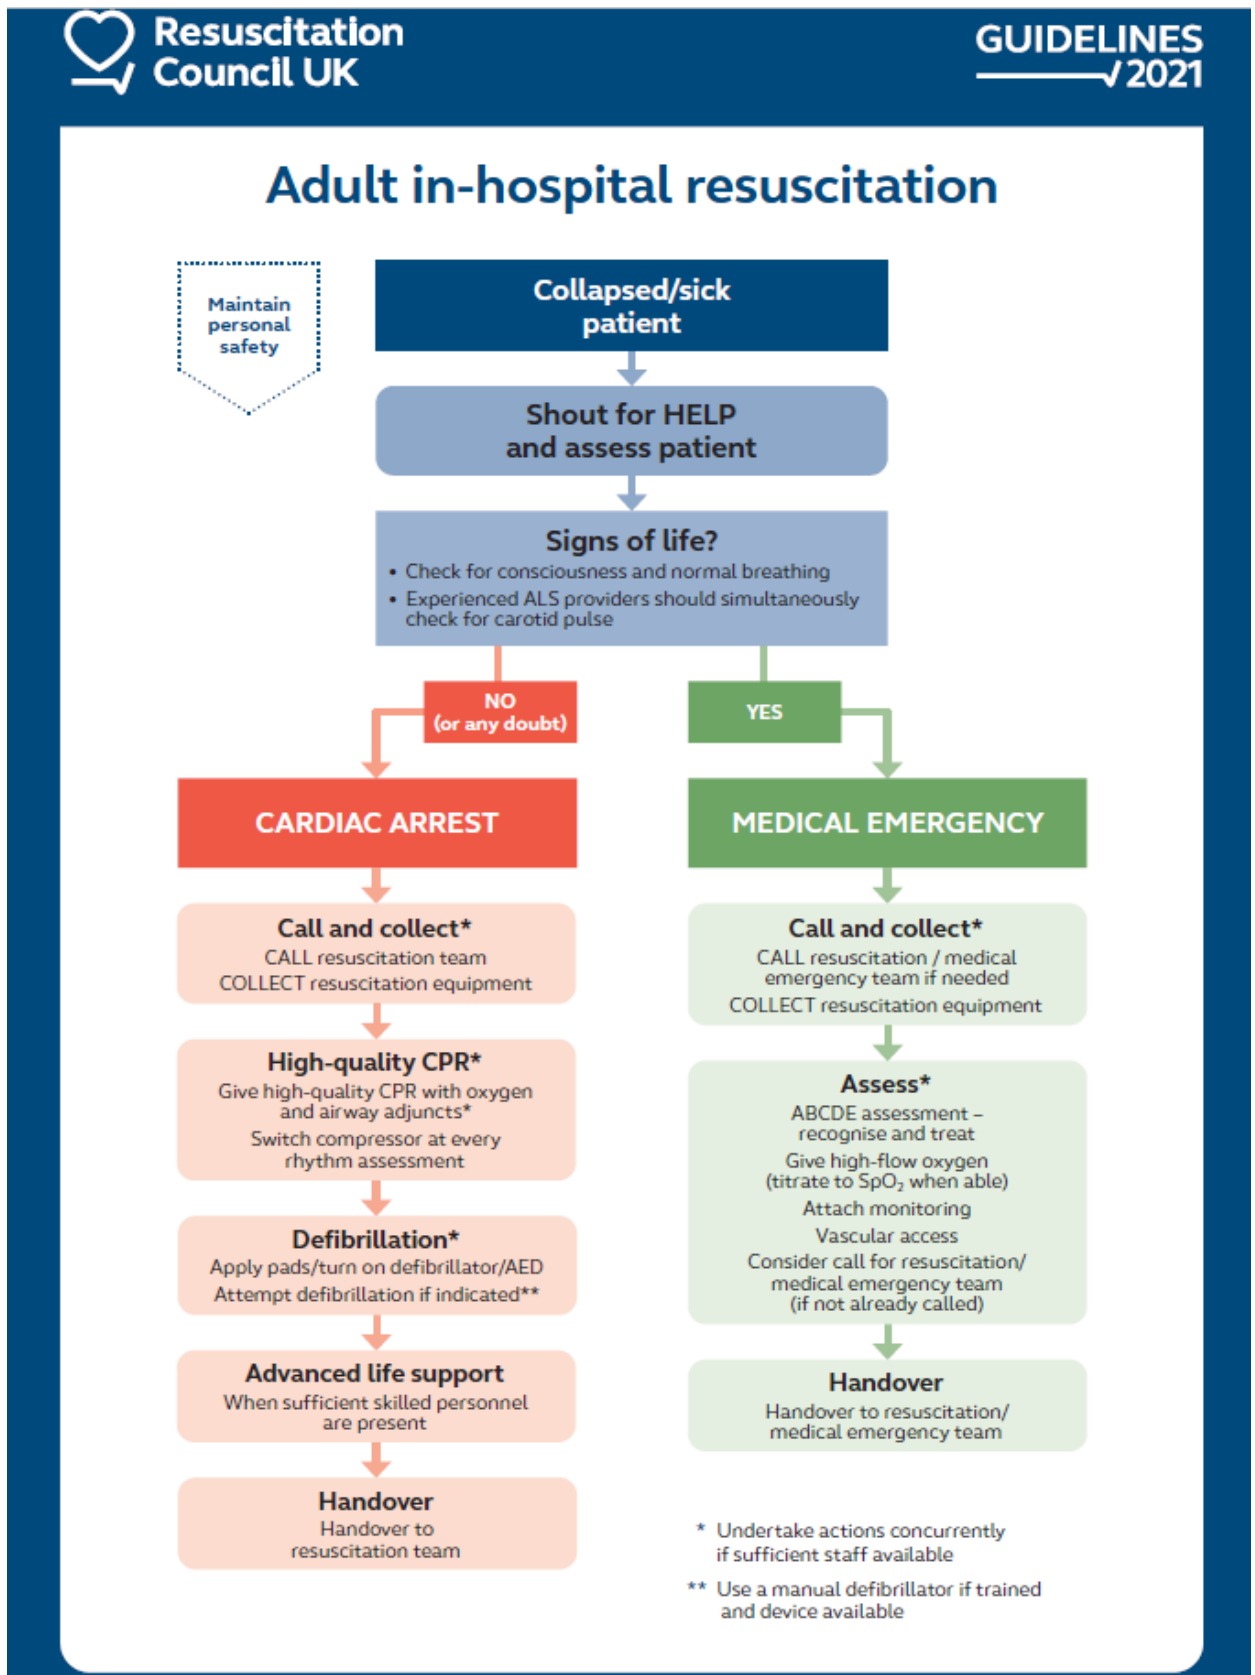 Resuscitation
Council UK
GUIDELINES
2021
Adult in-hospital resuscitation
Maintain
personal
safety
Collapsed/sick
patient
Shout for HELP
and assess patient
Signs of life?
• Check for consciousness and normal breathing
• Experienced ALS providers should simultaneously
check for carotid pulse
NO
(or any doubt)
YES
CARDIAC ARREST
Call and collect*
CALL resuscitation team
COLLECT resuscitation equipment
High-quality CPR*
Give high-quality CPR with oxygen
and airway adjuncts*
Switch compressor at every
rhythm assessment
Defibrillation*
Apply pads/turn on defibrillator/AED
Attempt defibrillation if indicated**
Advanced life support
When sufficient skilled personnel
are present
Handover
Handover to
resuscitation team
MEDICAL EMERGENCY
Call and collect*
CALL resuscitation / medical
emergency team if needed
COLLECT resuscitation equipment
Assess*
ABCDE assessment –
recognise and treat
Give high-flow oxygen
(titrate to SpO₂ when able)
Attach monitoring
Vascular access
Consider call for resuscitation/
medical emergency team
(if not already called)
Handover
Handover to resuscitation/
medical emergency team
* Undertake actions concurrently
if sufficient staff available
** Use a manual defibrillator if trained
and device available